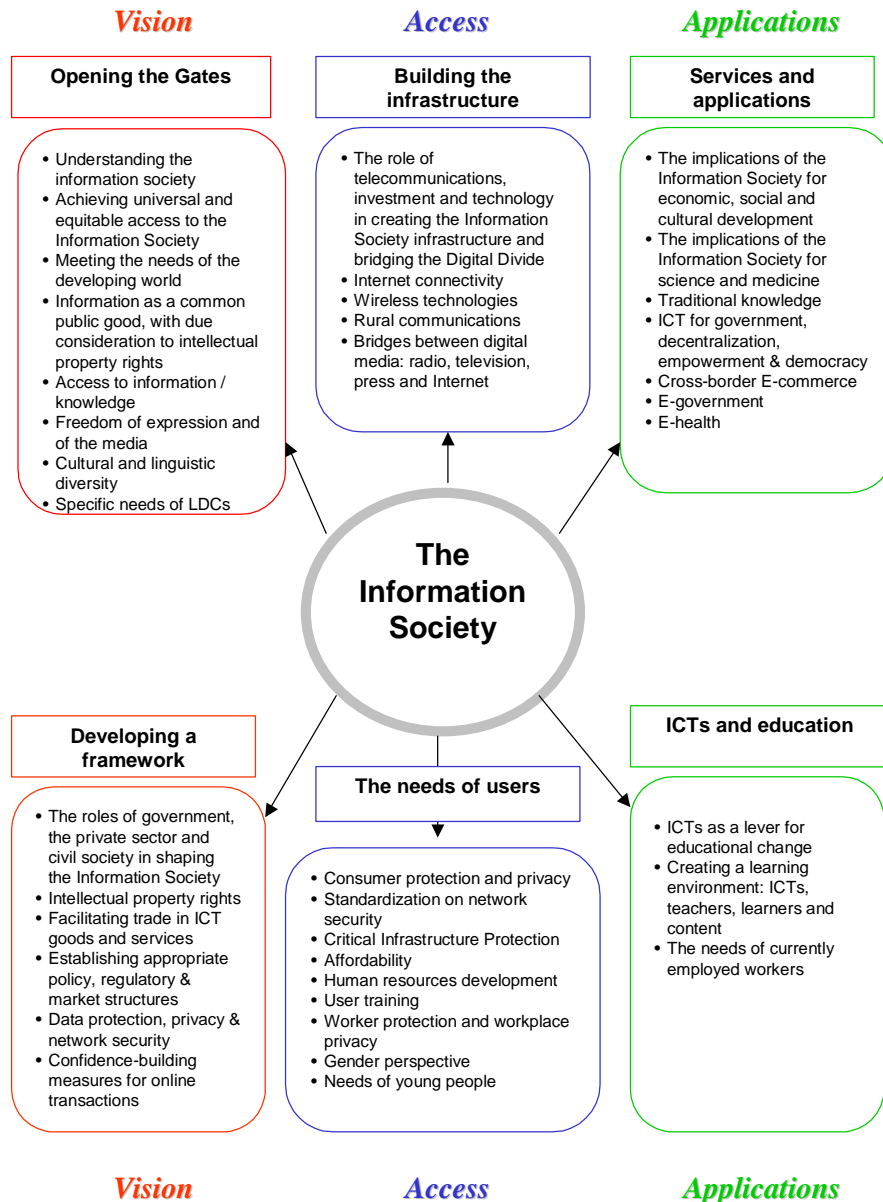 Vision
Access
Applications
Opening the Gates
Building the
infrastructure
Services and
applications
• Understanding the
information society
• Achieving universal and
equitable access to the
Information Society
• Meeting the needs of the
developing world
• Information as a common
public good, with due
consideration to intellectual
property rights
• Access to information /
knowledge
• Freedom of expression and
of the media
• Cultural and linguistic
diversity
• Specific needs of LDCs
• The role of
telecommunications,
investment and technology
in creating the Information
Society infrastructure and
bridging the Digital Divide
• Internet connectivity
• Wireless technologies
• Rural communications
• Bridges between digital
media: radio, television,
press and Internet
• The implications of the
Information Society for
economic, social and
cultural development
• The implications of the
Information Society for
science and medicine
• Traditional knowledge
• ICT for government,
decentralization,
empowerment & democracy
• Cross-border E-commerce
• E-government
• E-health
The
Information
Society
Developing a
framework
The needs of users
ICTs and education
• The roles of government,
the private sector and
civil society in shaping
the Information Society
• Intellectual property rights
• Facilitating trade in ICT
goods and services
• Establishing appropriate
policy, regulatory &
market structures
• Data protection, privacy &
network security
• Confidence-building
measures for online
transactions
• Consumer protection and privacy
• Standardization on network
security
• Critical Infrastructure Protection
• Affordability
• Human resources development
• User training
• Worker protection and workplace
privacy
• Gender perspective
• Needs of young people
• ICTs as a lever for
educational change
• Creating a learning
environment: ICTs,
teachers, learners and
content
• The needs of currently
employed workers
Vision
Access
Applications